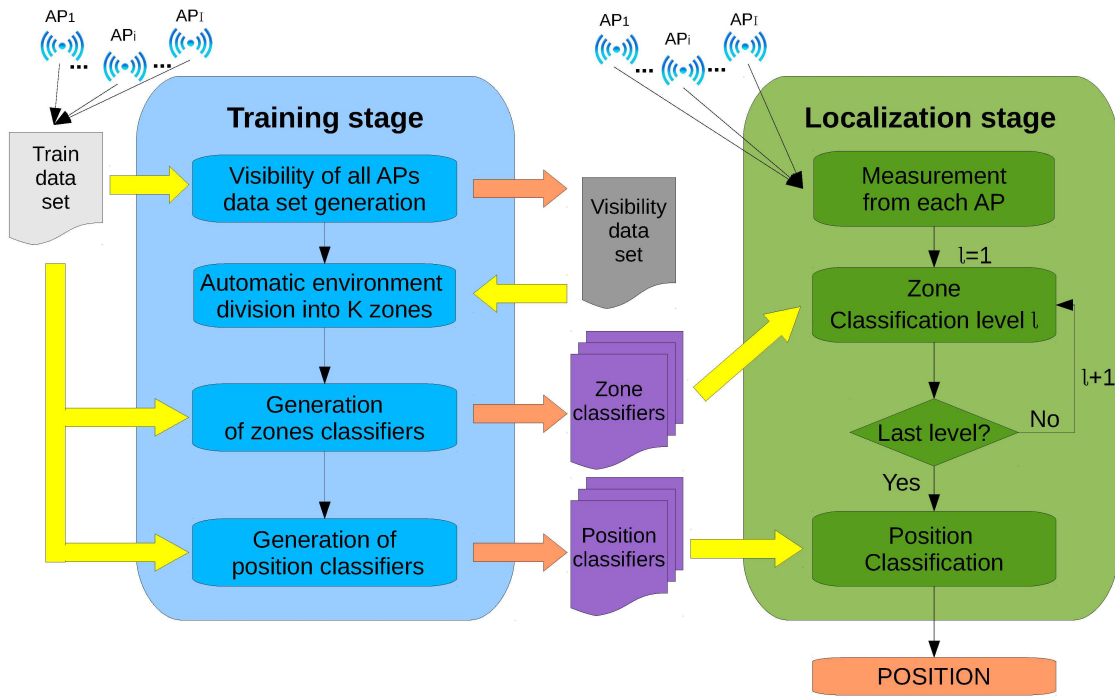 AP1
APi
API
...
...
Train
data
set
Training stage
Visibility of all APs
data set generation
Automatic environment
division into K zones
Generation
of zones classifiers
Generation of
position classifiers
Visibility
data
set
Zone
classifiers
Position
classifiers
AP1
APi
API
...
...
Localization stage
Measurement
from each AP
l=1
Zone
Classification level l
l+1
Last level?
No
Yes
Position
Classification
POSITION